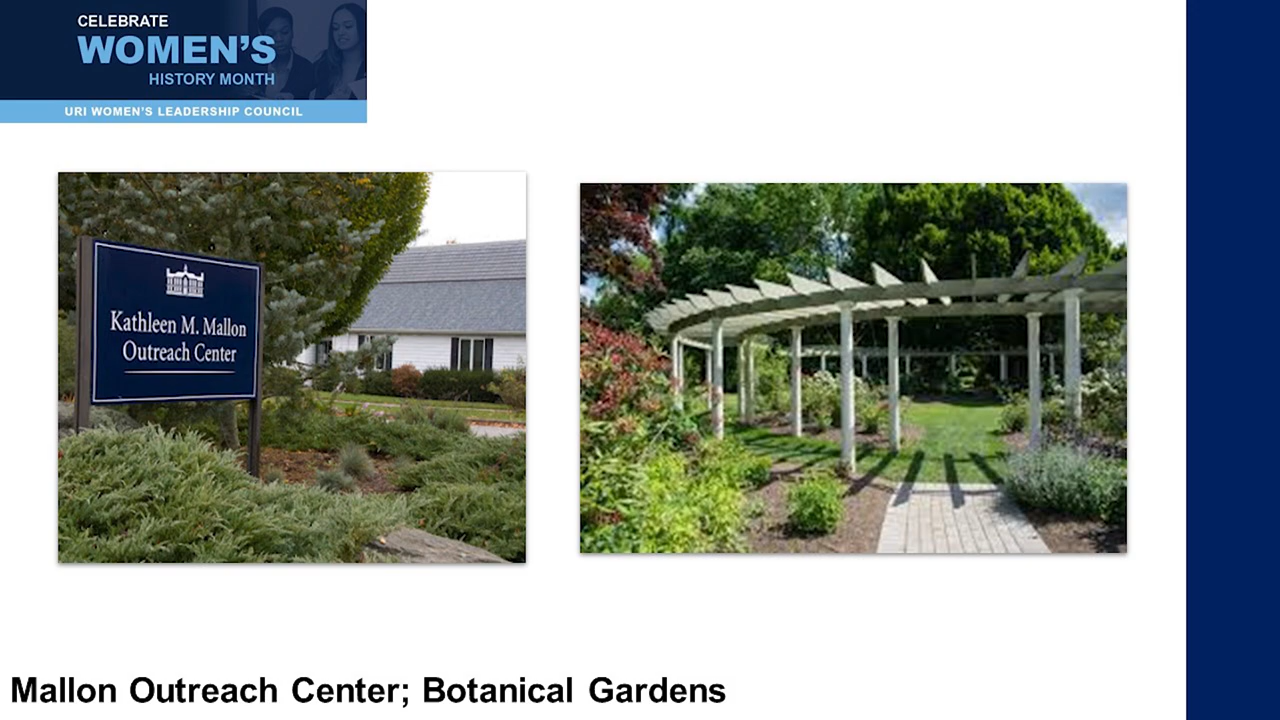 CELEBRATE
WOMEN'S
HISTORY MONTH
URI WOMEN'S LEADERSHIP COUNCIL
Kathleen M. Mallon
Outreach Center
Mallon Outreach Center; Botanical Gardens